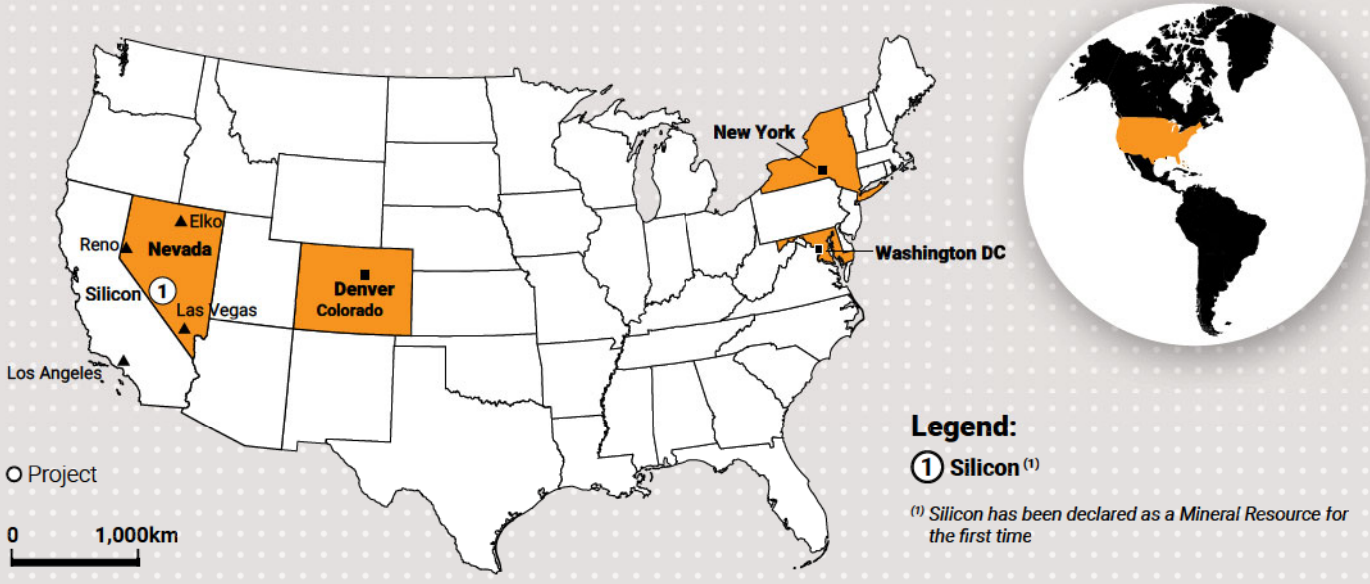 New York
Washington DC
Elko
Reno
Nevada
Silicon 1
Las Vegas
Denver
Colorado
Los Angeles
Project
0 1,000km
Legend:
1 Silicon (1)
(1) Silicon has been declared as a Mineral Resource for
the first time